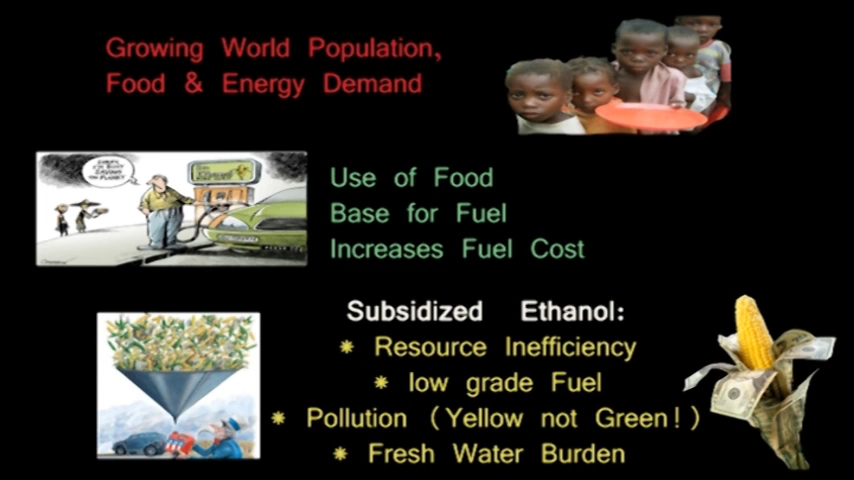 Growing World Population,
Food & Energy Demand
Use of Food
Base for Fuel
Increases Fuel Cost
Subsidized Ethanol:
* Resource Inefficiency
* low grade Fuel
* Pollution (Yellow not Green!)
* Fresh Water Burden